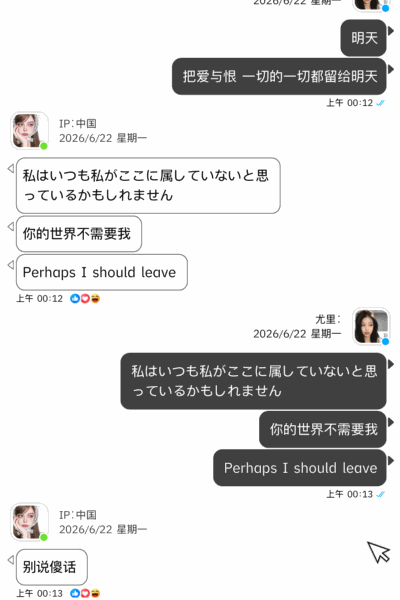 2026/6/22 星期一
明天
把爱与恨 一切的一切都留给明天
上午 00:12
IP:中国
2026/6/22 星期一
私はいつも私がここに属していないと思
っているかもしれません
你的世界不需要我
Perhaps I should leave
上午 00:12
尤里:
2026/6/22 星期一
私はいつも私がここに属していないと思
っているかもしれません
你的世界不需要我
Perhaps I should leave
上午 00:13
IP:中国
2026/6/22 星期一
别说傻话
上午 00:13